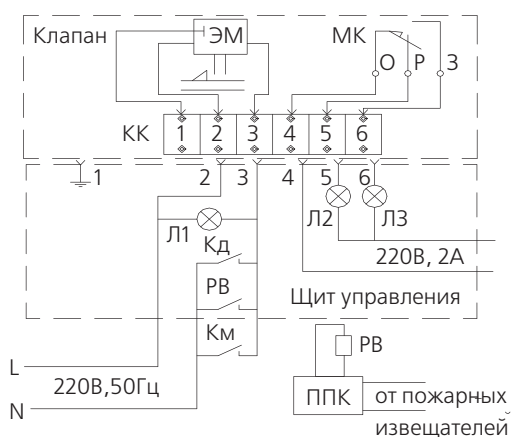 Клапан
ЭМ
МК
О Р З
КК 1 2 3 4 5 6
1 2 3 4 5 6
Л1 Л2 Л3
Кд
220В, 2А
РВ
Щит управления
Км
РВ
L
220В,50Гц
ППК от пожарных
N
извещателей